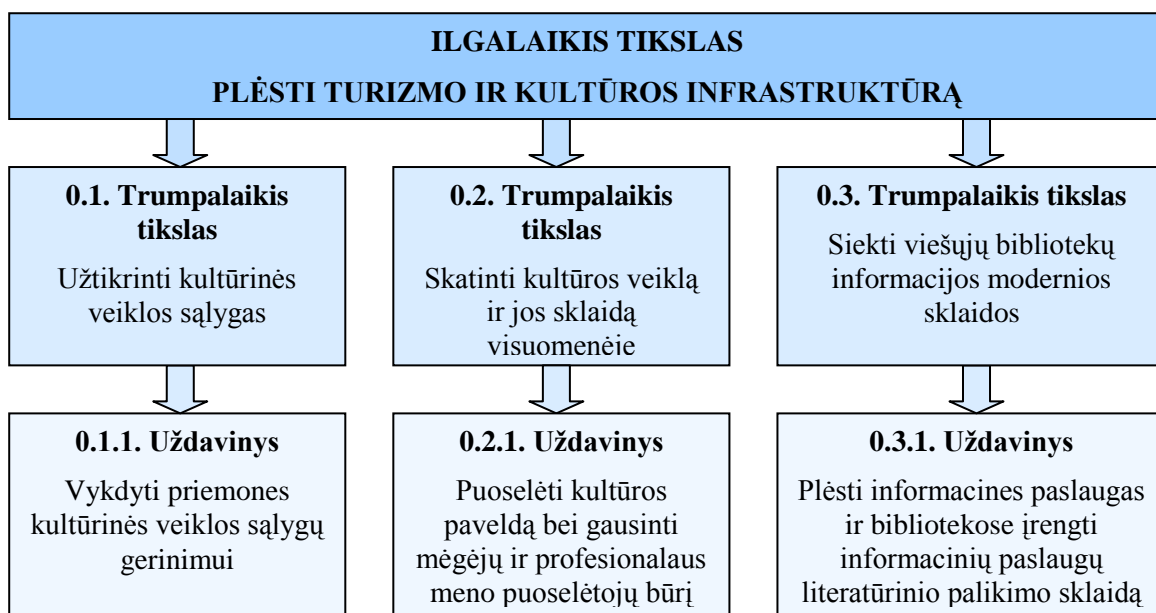 ILGALAIKIS TIKSLAS
PLĖSTI TURIZMO IR KULTŪROS INFRASTRUKTŪRĄ
0.1. Trumpalaikis
tikslas
Užtikrinti kultūrinės
veiklos sąlygas
0.2. Trumpalaikis
tikslas
Skatinti kultūros veiklą
ir jos sklaidą
visuomenėje
0.3. Trumpalaikis tikslas
Siekti viešųjų bibliotekų
informacijos modernios
sklaidos
0.1.1. Uždavinys
Vykdyti priemones
kultūrinės veiklos sąlygų
gerinimui
0.2.1. Uždavinys
Puoselėti kultūros
paveldą bei gausinti
mėgėjų ir profesionalaus
meno puoselėtojų būrį
0.3.1. Uždavinys
Plėsti informacines paslaugas
ir bibliotekose įrengti
informacinių paslaugų
literatūrinio palikimo sklaidą